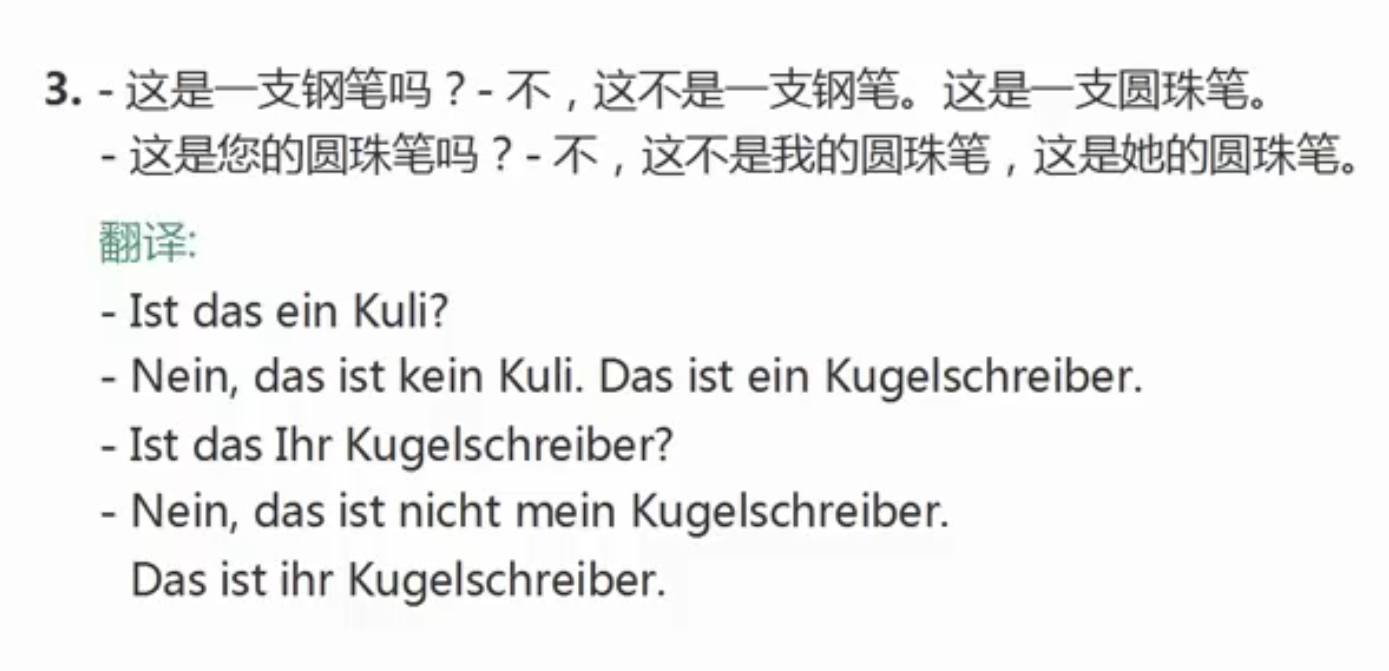 3. - 这是一支钢笔吗？- 不，这不是一支钢笔。这是一支圆珠笔。
- 这是您的圆珠笔吗？- 不，这不是我的圆珠笔，这是她的圆珠笔。
翻译:
- Ist das ein Kuli?
- Nein, das ist kein Kuli. Das ist ein Kugelschreiber.
- Ist das Ihr Kugelschreiber?
- Nein, das ist nicht mein Kugelschreiber.
Das ist ihr Kugelschreiber.